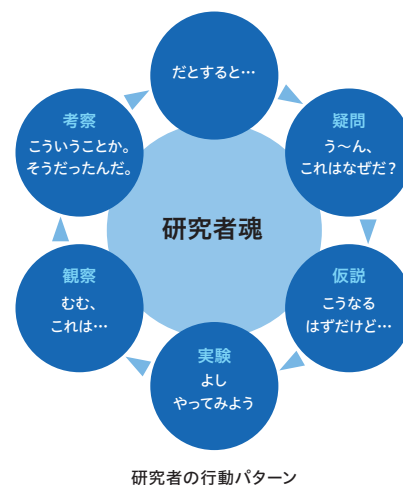 だとすると…
疑問
う〜ん、
これはなぜだ？
仮説
こうなる
はずだけど…
実験
よし
やってみよう
観察
むむ、
これは…
考察
こういうことか。
そうだったんだ。
研究者魂
研究者の行動パターン